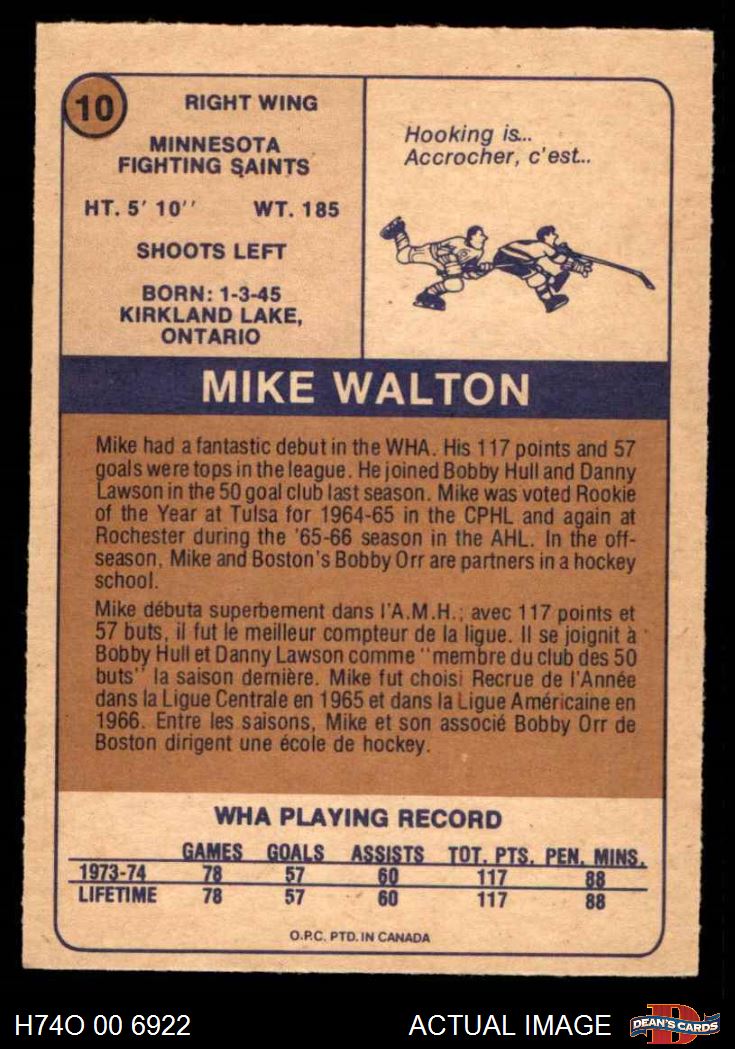 10
RIGHT WING
MINNESOTA
FIGHTING SAINTS
HT. 5' 10'' WT. 185
SHOOTS LEFT
BORN: 1-3-45
KIRKLAND LAKE,
ONTARIO
Hooking is...
Accrocher, c'est...
MIKE WALTON
Mike had a fantastic debut in the WHA. His 117 points and 57
goals were tops in the league. He joined Bobby Hull and Danny
Lawson in the 50 goal club last season. Mike was voted Rookie
of the Year at Tulsa for 1964-65 in the CPHL and again at
Rochester during the '65-66 season in the AHL. In the off-
season, Mike and Boston's Bobby Orr are partners in a hockey
school.
Mike débuta superbement dans l'A.M.H.; avec 117 points et
57 buts, il fut le meilleur compteur de la ligue. Il se joignit à
Bobby Hull et Danny Lawson comme "membre du club des 50
buts" la saison dernière. Mike fut choisi Recrue de l'Année
dans la Ligue Centrale en 1965 et dans la Ligue Américaine en
1966. Entre les saisons, Mike et son associé Bobby Orr de
Boston dirigent une école de hockey.
WHA PLAYING RECORD
GAMES GOALS ASSISTS TOT. PTS. PEN. MINS.
1973-74 78 57 60 117 88
LIFETIME 78 57 60 117 88
O.P.C. PTD. IN CANADA
H74O 00 6922 ACTUAL IMAGE
D
DEAN'S CARDS